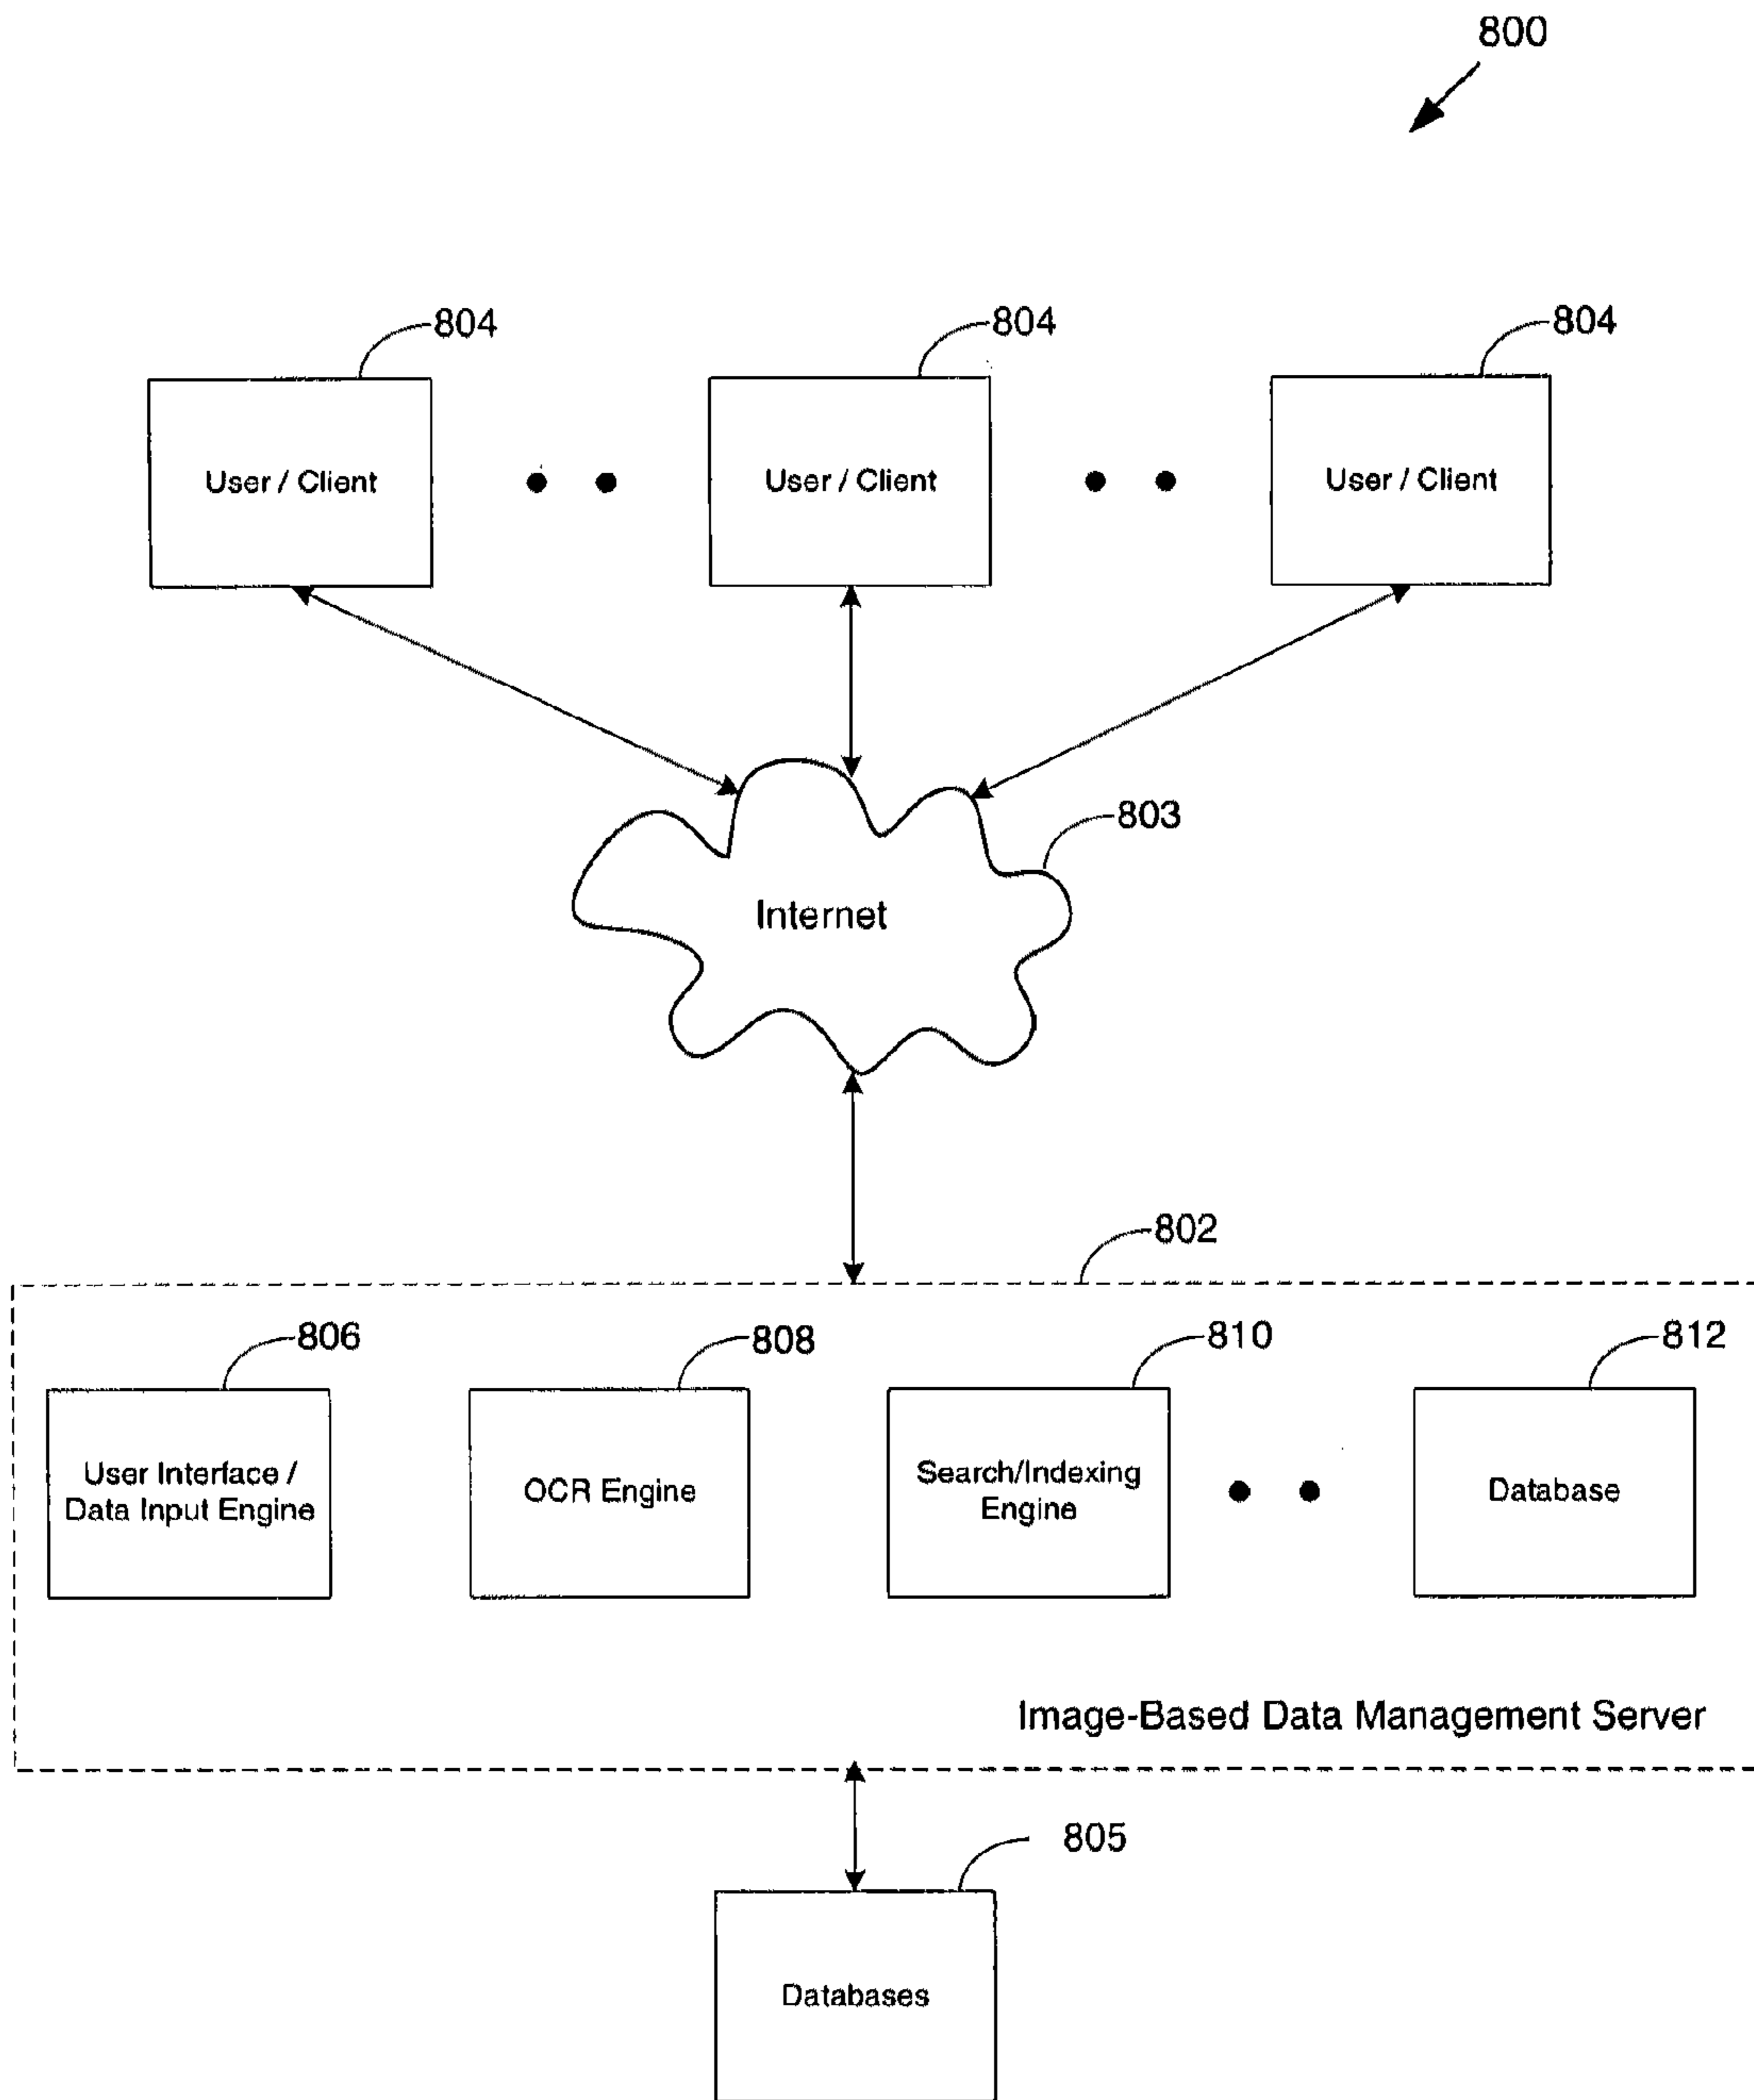 800
804
804
804
User / Client
User / Client
User / Client
803
Internet
802
806
808
810
812
User Interface /
Data Input Engine
OCR Engine
Search/Indexing
Engine
Database
Image-Based Data Management Server
805
Databases